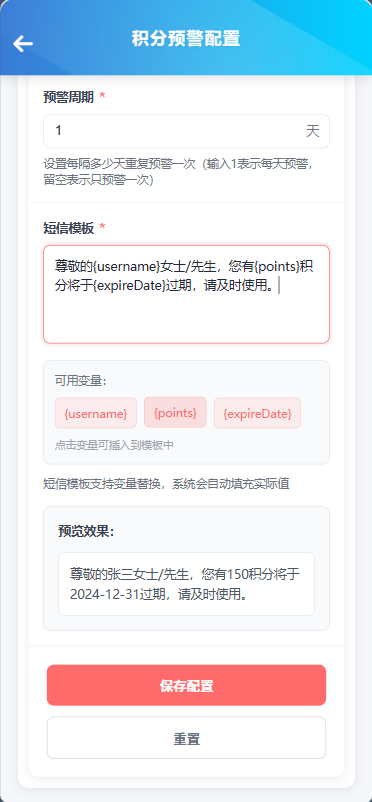 积分预警配置
预警周期 *
1 天
设置每隔多少天重复预警一次（输入1表示每天预警，
留空表示只预警一次）
短信模板 *
尊敬的{username}女士/先生，您有{points}积
分将于{expireDate}过期，请及时使用。
可用变量：
{username} {points} {expireDate}
点击变量可插入到模板中
短信模板支持变量替换，系统会自动填充实际值
预览效果：
尊敬的张三女士/先生，您有150积分将于
2024-12-31过期，请及时使用。
保存配置
重置